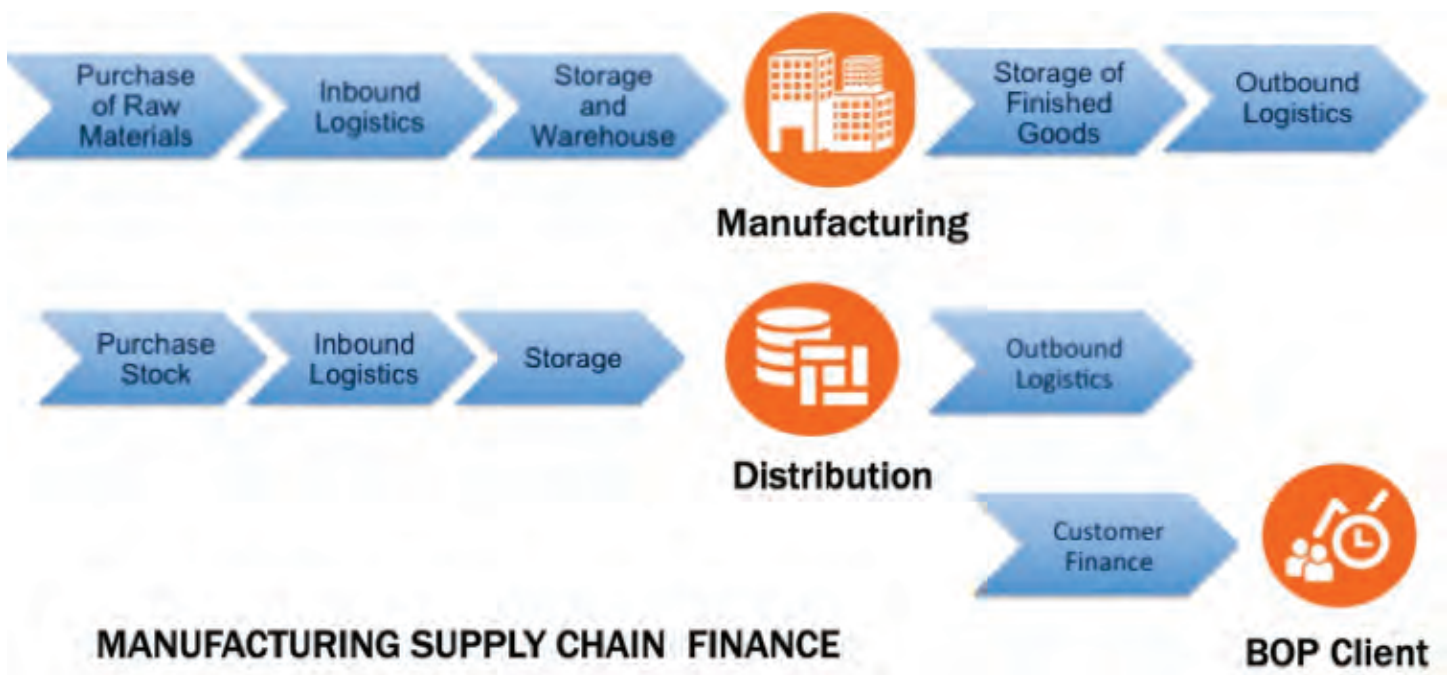 Purchase
of Raw
Materials
Inbound
Logistics
Storage
and
Warehouse
Storage of
Finished
Goods
Outbound
Logistics
Manufacturing
Purchase
Stock
Inbound
Logistics
Storage
Outbound
Logistics
Distribution
Customer
Finance
MANUFACTURING SUPPLY CHAIN FINANCE
BOP Client